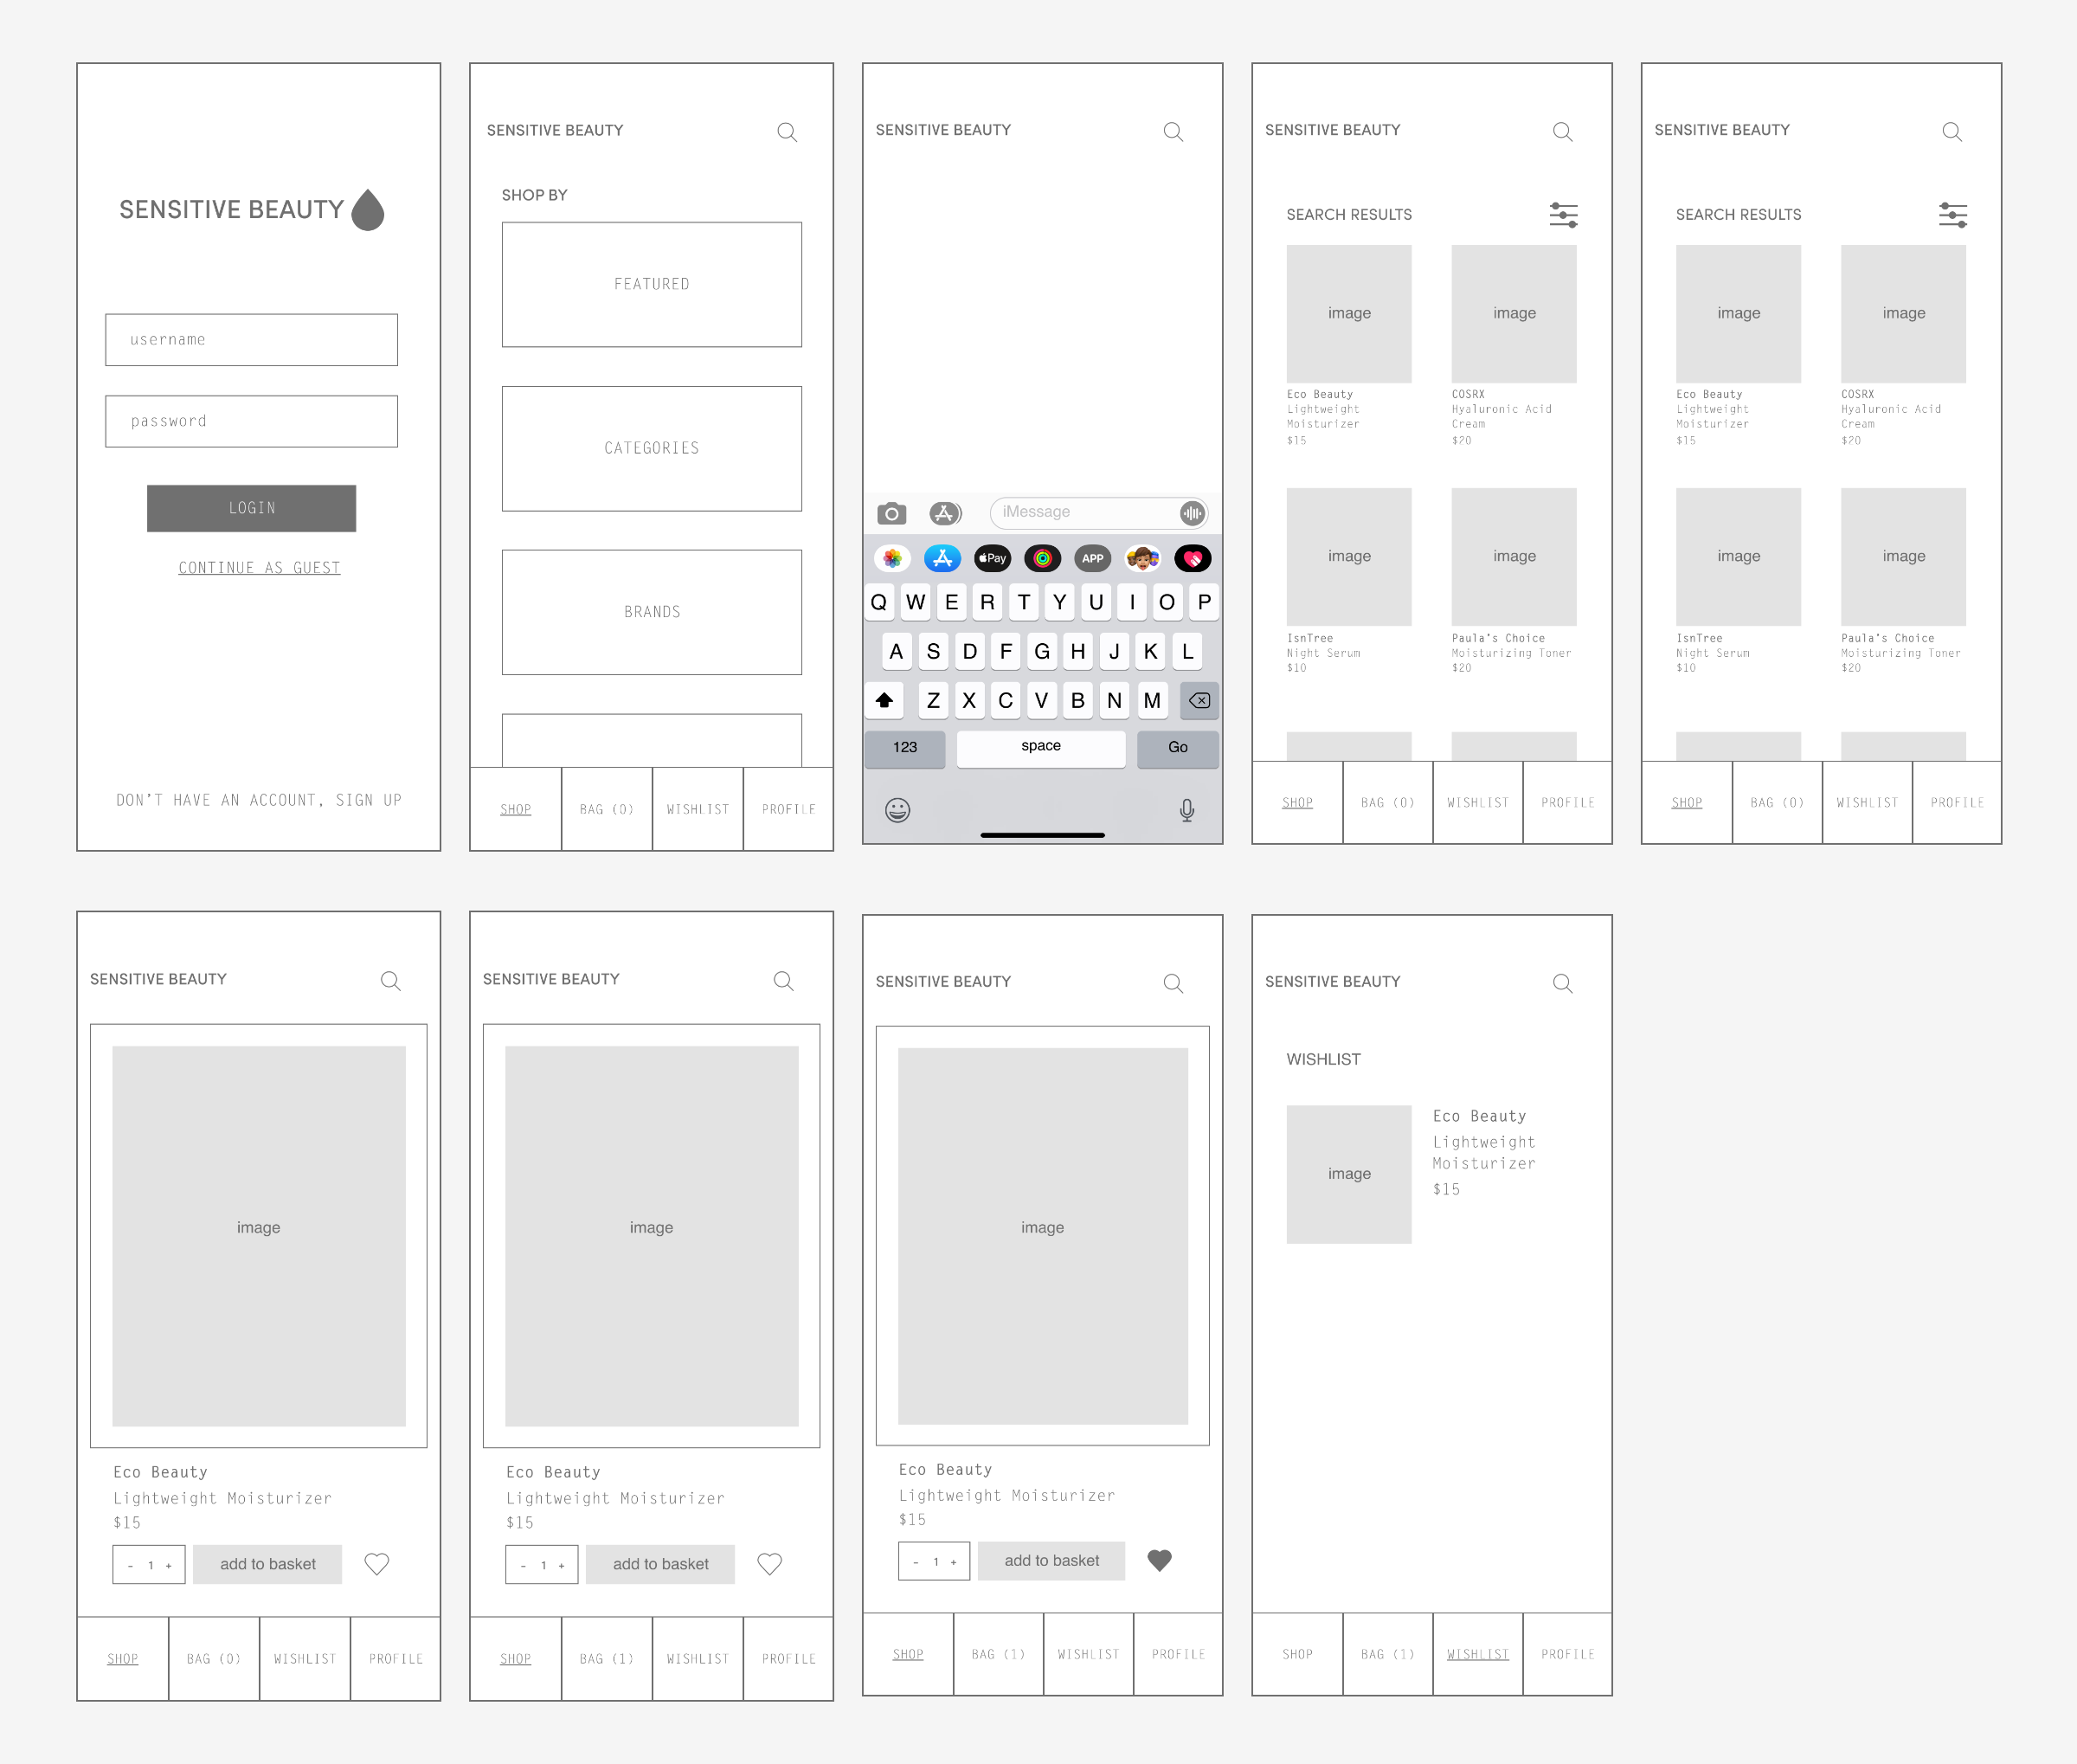 SENSITIVE BEAUTY
username
password
LOGIN
CONTINUE AS GUEST
DON'T HAVE AN ACCOUNT, SIGN UP
SENSITIVE BEAUTY
SHOP BY
FEATURED
CATEGORIES
BRANDS
SHOP BAG (0) WISHLIST PROFILE
SENSITIVE BEAUTY
iMessage
Pay APP
Q W E R T Y U I O P
A S D F G H J K L
Z X C V B N M
123 space Go
SENSITIVE BEAUTY
SEARCH RESULTS
image image
Eco Beauty COSRX
Lightweight Hyaluronic Acid
Moisturizer Cream
$15 $20
image image
IsnTree Paula's Choice
Night Serum Moisturizing Toner
$10 $20
SHOP BAG (0) WISHLIST PROFILE
SENSITIVE BEAUTY
SEARCH RESULTS
image image
Eco Beauty COSRX
Lightweight Hyaluronic Acid
Moisturizer Cream
$15 $20
image image
IsnTree Paula's Choice
Night Serum Moisturizing Toner
$10 $20
SHOP BAG (0) WISHLIST PROFILE
SENSITIVE BEAUTY
image
Eco Beauty
Lightweight Moisturizer
$15
- 1 + add to basket
SHOP BAG (0) WISHLIST PROFILE
SENSITIVE BEAUTY
image
Eco Beauty
Lightweight Moisturizer
$15
- 1 + add to basket
SHOP BAG (1) WISHLIST PROFILE
SENSITIVE BEAUTY
image
Eco Beauty
Lightweight Moisturizer
$15
- 1 + add to basket
SHOP BAG (1) WISHLIST PROFILE
SENSITIVE BEAUTY
WISHLIST
image
Eco Beauty
Lightweight
Moisturizer
$15
SHOP BAG (1) WISHLIST PROFILE